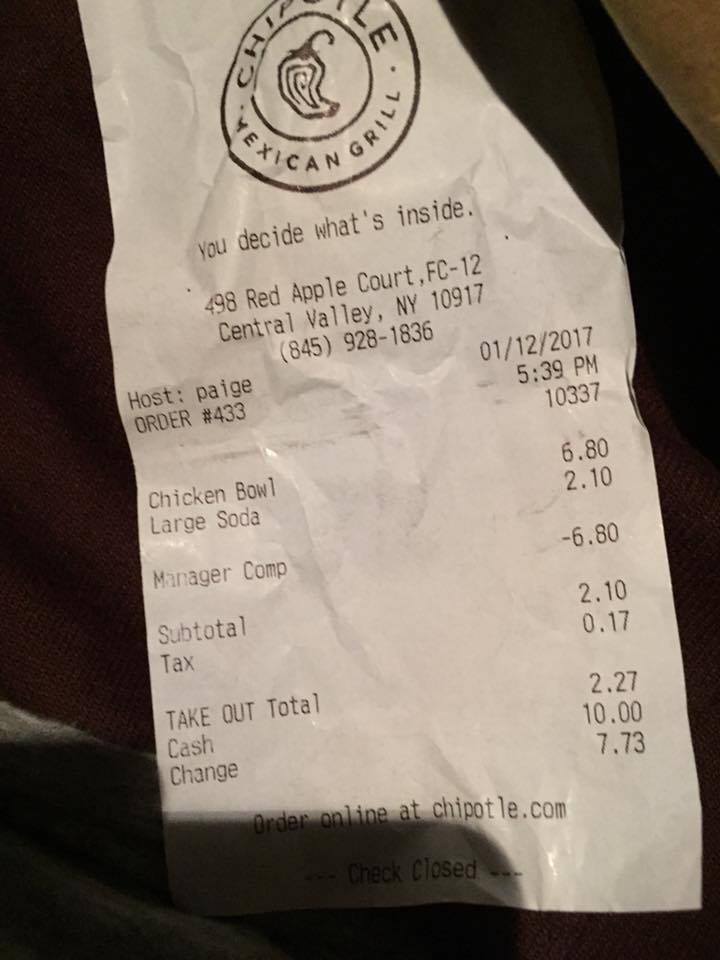 CHIPOTLE
MEXICAN GRILL
You decide what's inside.
498 Red Apple Court,FC-12
Central Valley, NY 10917
(845) 928-1836
Host: paige 01/12/2017
ORDER #433 5:39 PM
10337
Chicken Bowl 6.80
Large Soda 2.10
Manager Comp -6.80
Subtotal 2.10
Tax 0.17
TAKE OUT Total 2.27
Cash 10.00
Change 7.73
Order online at chipotle.com
--- Check Closed ---